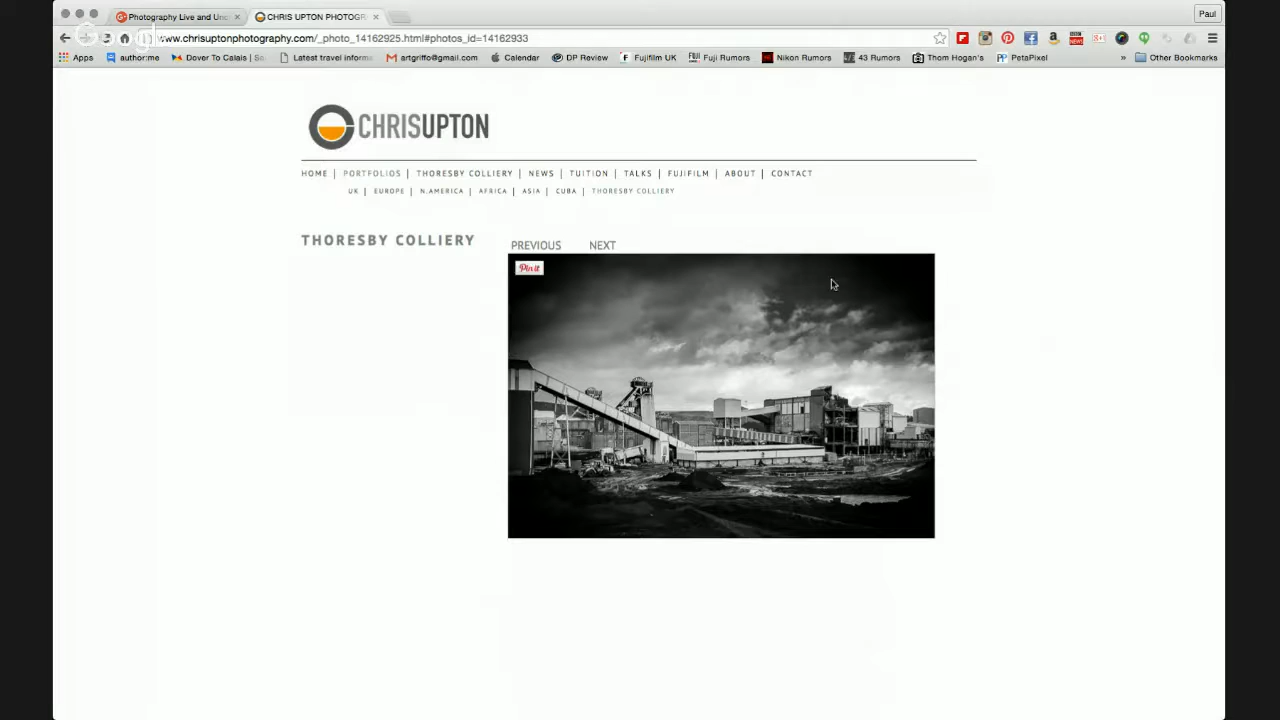 Photography Live and Unc
CHRIS UPTON PHOTOGR
Paul
www.chrisuptonphotography.com/_photo_14162925.html#photos_id=14162933
Apps author:me Dover To Calais | Sa Latest travel inform artgriffo@gmail.com Calendar DP Review Fujifilm UK Fuji Rumors Nikon Rumors 43 Rumors Thom Hogan's PetaPixel » Other Bookmarks
CHRISUPTON
HOME | PORTFOLIOS | THORESBY COLLIERY | NEWS | TUITION | TALKS | FUJIFILM | ABOUT | CONTACT
UK | EUROPE | N.AMERICA | AFRICA | ASIA | CUBA | THORESBY COLLIERY
THORESBY COLLIERY
PREVIOUS NEXT
Pin it